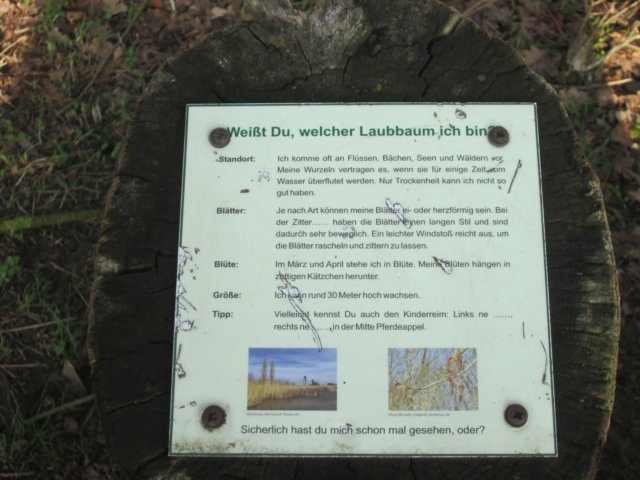 Weißt Du, welcher Laubbaum ich bin?
Standort: Ich komme oft an Flüssen, Bächen, Seen und Wäldern vor.
Meine Wurzeln vertragen es, wenn sie für einige Zeit vom
Wasser überflutet werden. Nur Trockenheit kann ich nicht so
gut haben.
Blätter: Je nach Art können meine Blätter ei- oder herzförmig sein. Bei
der Zitter…… haben die Blätter einen langen Stil und sind
dadurch sehr beweglich. Ein leichter Windstoß reicht aus, um
die Blätter rascheln und zittern zu lassen.
Blüte: Im März und April stehe ich in Blüte. Meine Blüten hängen in
zottigen Kätzchen herunter.
Größe: Ich kann rund 30 Meter hoch wachsen.
Tipp: Vielleicht kennst Du auch den Kinderreim: Links ne ……,
rechts ne ……, in der Mitte Pferdeappel.
Sicherlich hast du mich schon mal gesehen, oder?